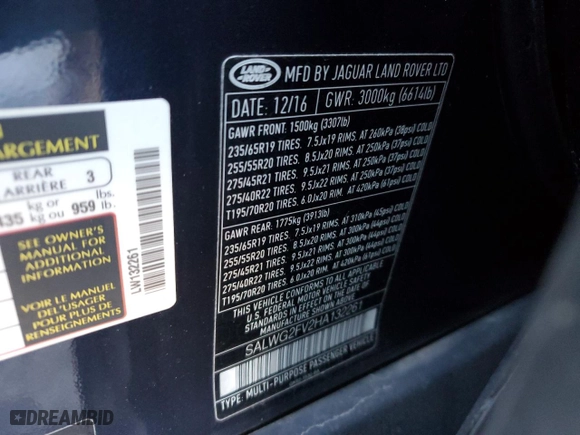 N
ARGEMENT
REAR
ARRIÈRE
3
435 kg or
kg ou 959 lbs.
lb.
SEE OWNER'S
MANUAL FOR
ADDITIONAL
INFORMATION
VOIR LE MANUEL
DE L'USAGER
POUR PLUS DE
RENSEIGNEMENTS
LW132261
LAND
ROVER
MFD BY JAGUAR LAND ROVER LTD
DATE: 12/16 GWR: 3000kg (6614lb)
GAWR FRONT: 1500kg (3307lb)
235/65R19 TIRES. 7.5Jx19 RIMS. AT 260kPa (38psi) COLD
255/55R20 TIRES. 8.5Jx20 RIMS. AT 250kPa (37psi) COLD
275/45R21 TIRES. 9.5Jx21 RIMS. AT 250kPa (37psi) COLD
275/40R22 TIRES. 9.5Jx22 RIMS. AT 250kPa (37psi) COLD
T195/70R20 TIRES. 6.0Jx20 RIM. AT 420kPa (61psi) COLD
GAWR REAR: 1775kg (3913lb)
235/65R19 TIRES. 7.5Jx19 RIMS. AT 310kPa (45psi) COLD
255/55R20 TIRES. 8.5Jx20 RIMS. AT 300kPa (44psi) COLD
275/45R21 TIRES. 9.5Jx21 RIMS. AT 300kPa (44psi) COLD
275/40R22 TIRES. 9.5Jx22 RIMS. AT 300kPa (44psi) COLD
T195/70R20 TIRES. 6.0Jx20 RIM. AT 420kPa (61psi) COLD
THIS VEHICLE CONFORMS TO ALL APPLICABLE
U.S. FEDERAL MOTOR VEHICLE SAFETY
STANDARDS IN EFFECT ON THE DATE OF
MANUFACTURE SHOWN ABOVE.
SALWG2FV2HA132261
TYPE: MULTI-PURPOSE PASSENGER VEHICLE
DREAMBID